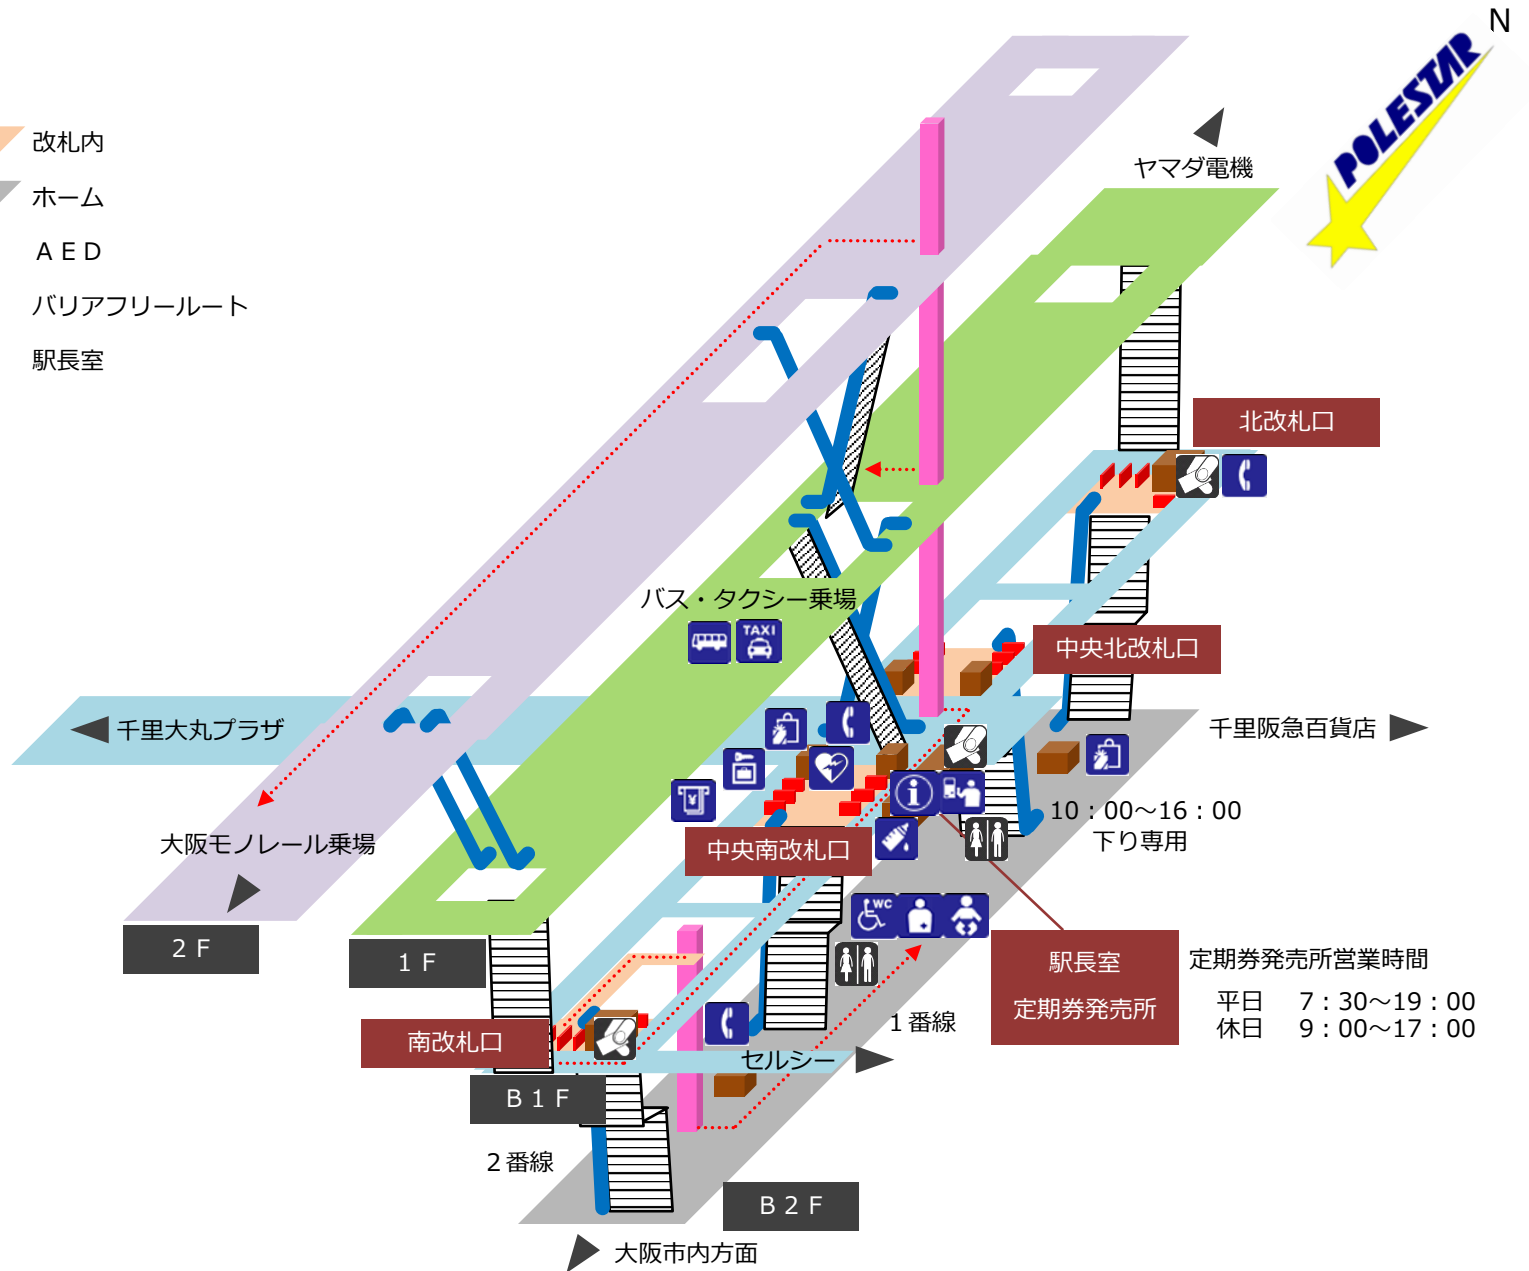 N
POLESTAR
改札内
ホーム
ＡＥＤ
バリアフリールート
駅長室
ヤマダ電機
北改札口
バス・タクシー乗場
TAXI
中央北改札口
千里大丸プラザ
千里阪急百貨店
10：00～16：00
下り専用
大阪モノレール乗場
中央南改札口
¥
i
WC
２Ｆ
１Ｆ
駅長室
定期券発売所
定期券発売所営業時間
平日　7：30～19：00
休日　9：00～17：00
１番線
南改札口
セルシー
Ｂ１Ｆ
２番線
Ｂ２Ｆ
大阪市内方面